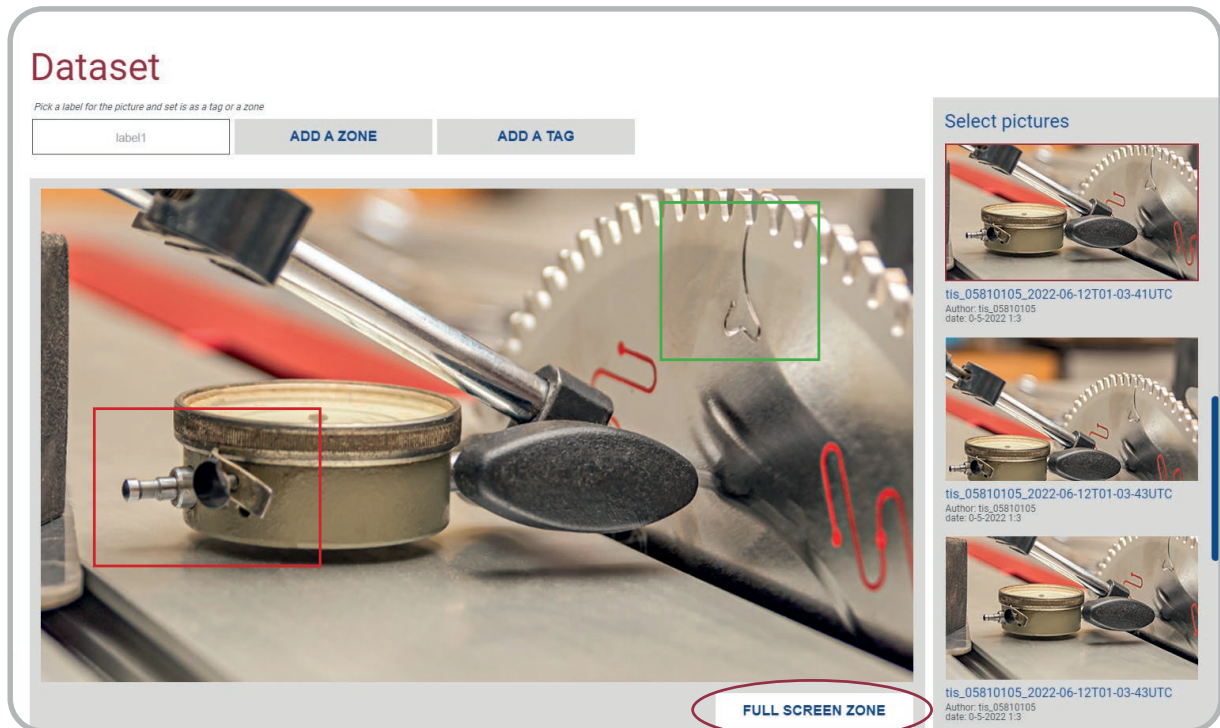 Dataset
Pick a label for the picture and set is as a tag or a zone
label1
ADD A ZONE
ADD A TAG
FULL SCREEN ZONE
Select pictures
tis_05810105_2022-06-12T01-03-41UTC
Author: tis_05810105
date: 0-5-2022 1:3
tis_05810105_2022-06-12T01-03-43UTC
Author: tis_05810105
date: 0-5-2022 1:3
tis_05810105_2022-06-12T01-03-43UTC
Author: tis_05810105
date: 0-5-2022 1:3